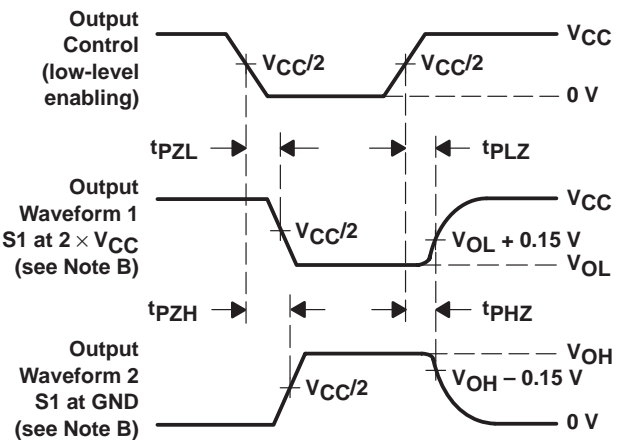 Output
Control
(low-level
enabling)
VCC/2
VCC/2
VCC
0 V
tPZL
tPLZ
Output
Waveform 1
S1 at 2 × VCC
(see Note B)
VCC/2
VCC
VOL + 0.15 V
VOL
tPZH
tPHZ
Output
Waveform 2
S1 at GND
(see Note B)
VCC/2
VOH
VOH – 0.15 V
0 V